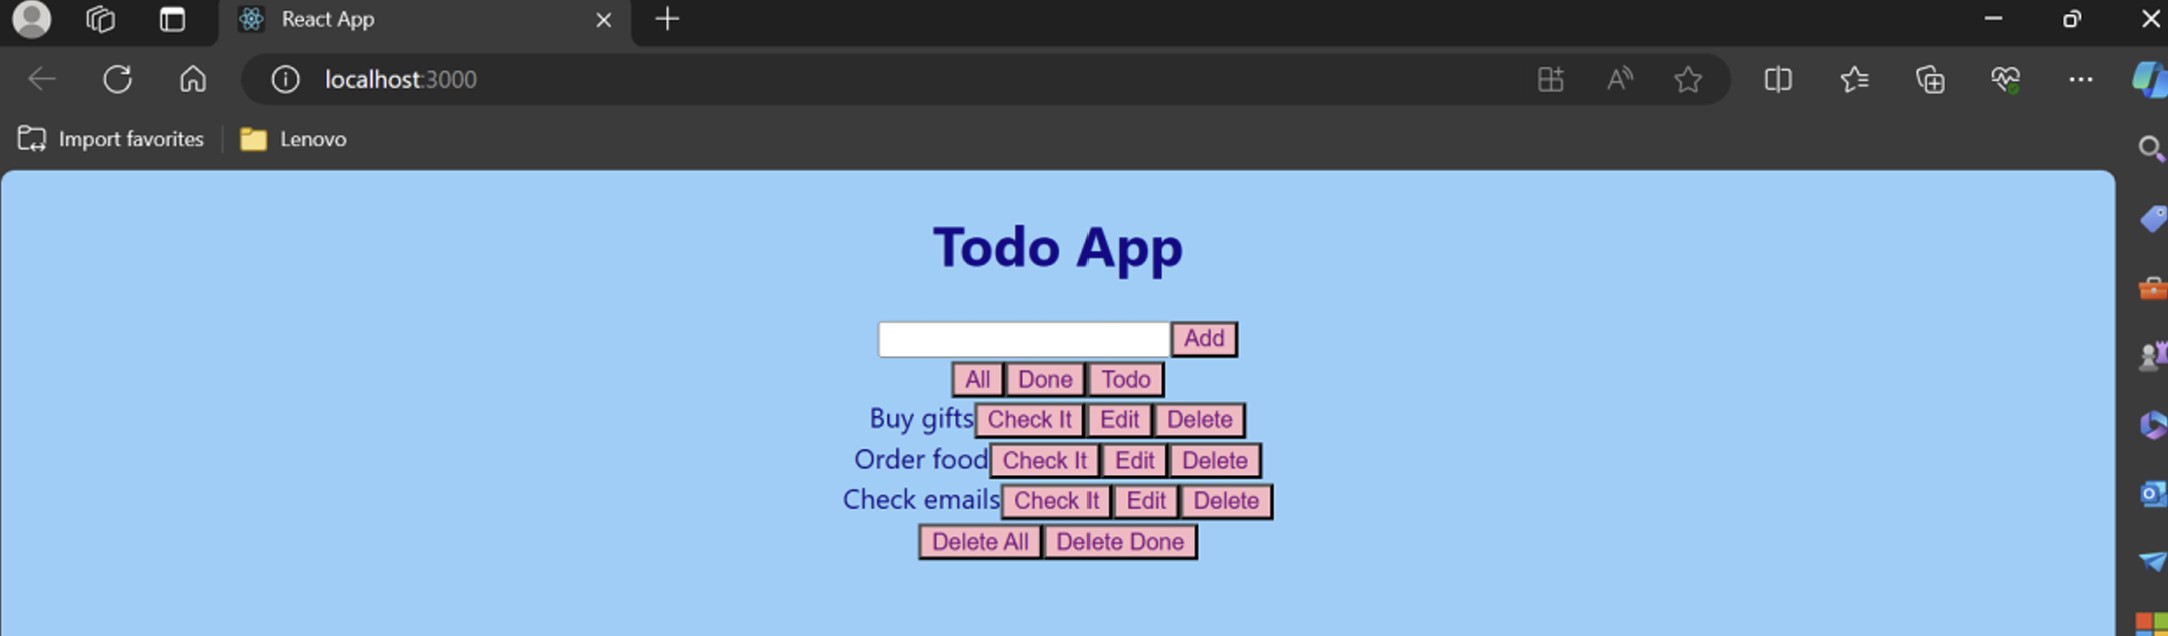 React App
localhost:3000
Import favorites Lenovo
Todo App
Add
All Done Todo
Buy gifts Check It Edit Delete
Order food Check It Edit Delete
Check emails Check It Edit Delete
Delete All Delete Done